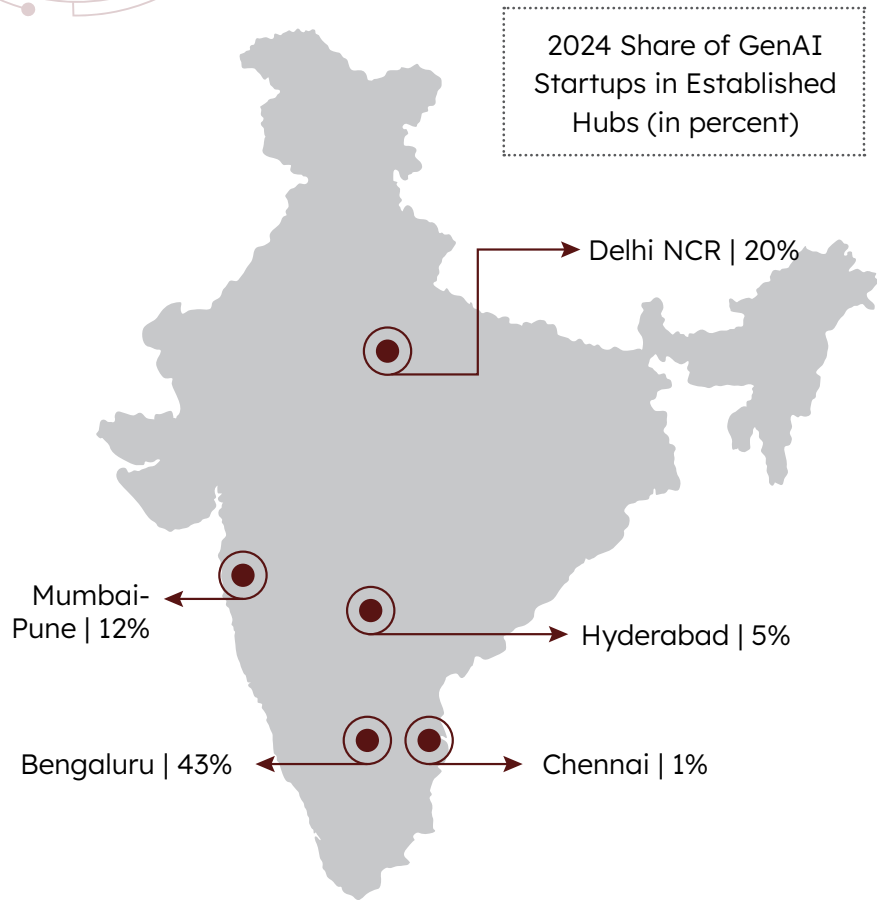 2024 Share of GenAI
Startups in Established
Hubs (in percent)
Delhi NCR | 20%
Mumbai-
Pune | 12%
Hyderabad | 5%
Bengaluru | 43%
Chennai | 1%